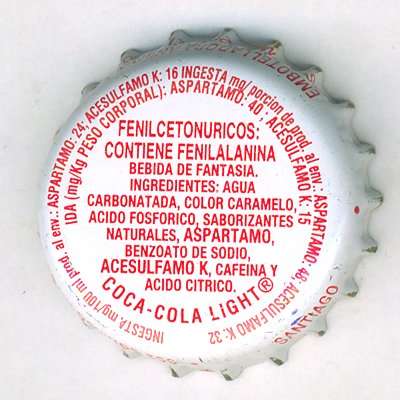 INGESTA mg/100 ml prod. al env.: ASPARTAMO: 24; ACESULFAMO K: 16 INGESTA mg/porcion de prod. al env.: ASPARTAMO: 40; ACESULFAMO K: 32
IDA (mg/Kg PESO CORPORAL): ASPARTAMO: 40; ACESULFAMO K: 15
FENILCETONURICOS:
CONTIENE FENILALANINA
BEBIDA DE FANTASIA.
INGREDIENTES: AGUA
CARBONATADA, COLOR CARAMELO,
ACIDO FOSFORICO, SABORIZANTES
NATURALES, ASPARTAMO,
BENZOATO DE SODIO,
ACESULFAMO K, CAFEINA Y
ACIDO CITRICO.
COCA-COLA LIGHT®
SANTIAGO -